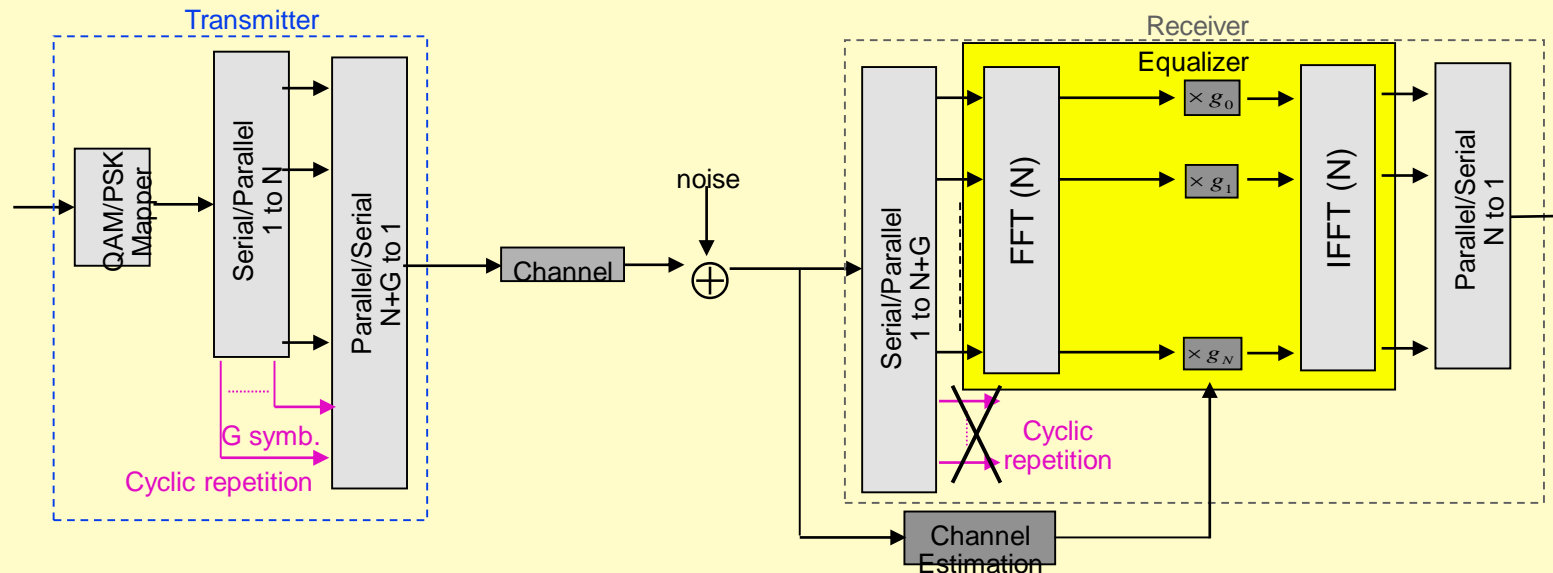 Transmitter
QAM/PSK
Mapper
Serial/Parallel
1 to N
Parallel/Serial
N+G to 1
G symb.
Cyclic repetition
Channel
noise
Receiver
Serial/Parallel
1 to N+G
Equalizer
FFT (N)
× g₀
× g₁
× g_N
IFFT (N)
Parallel/Serial
N to 1
Cyclic
repetition
Channel
Estimation